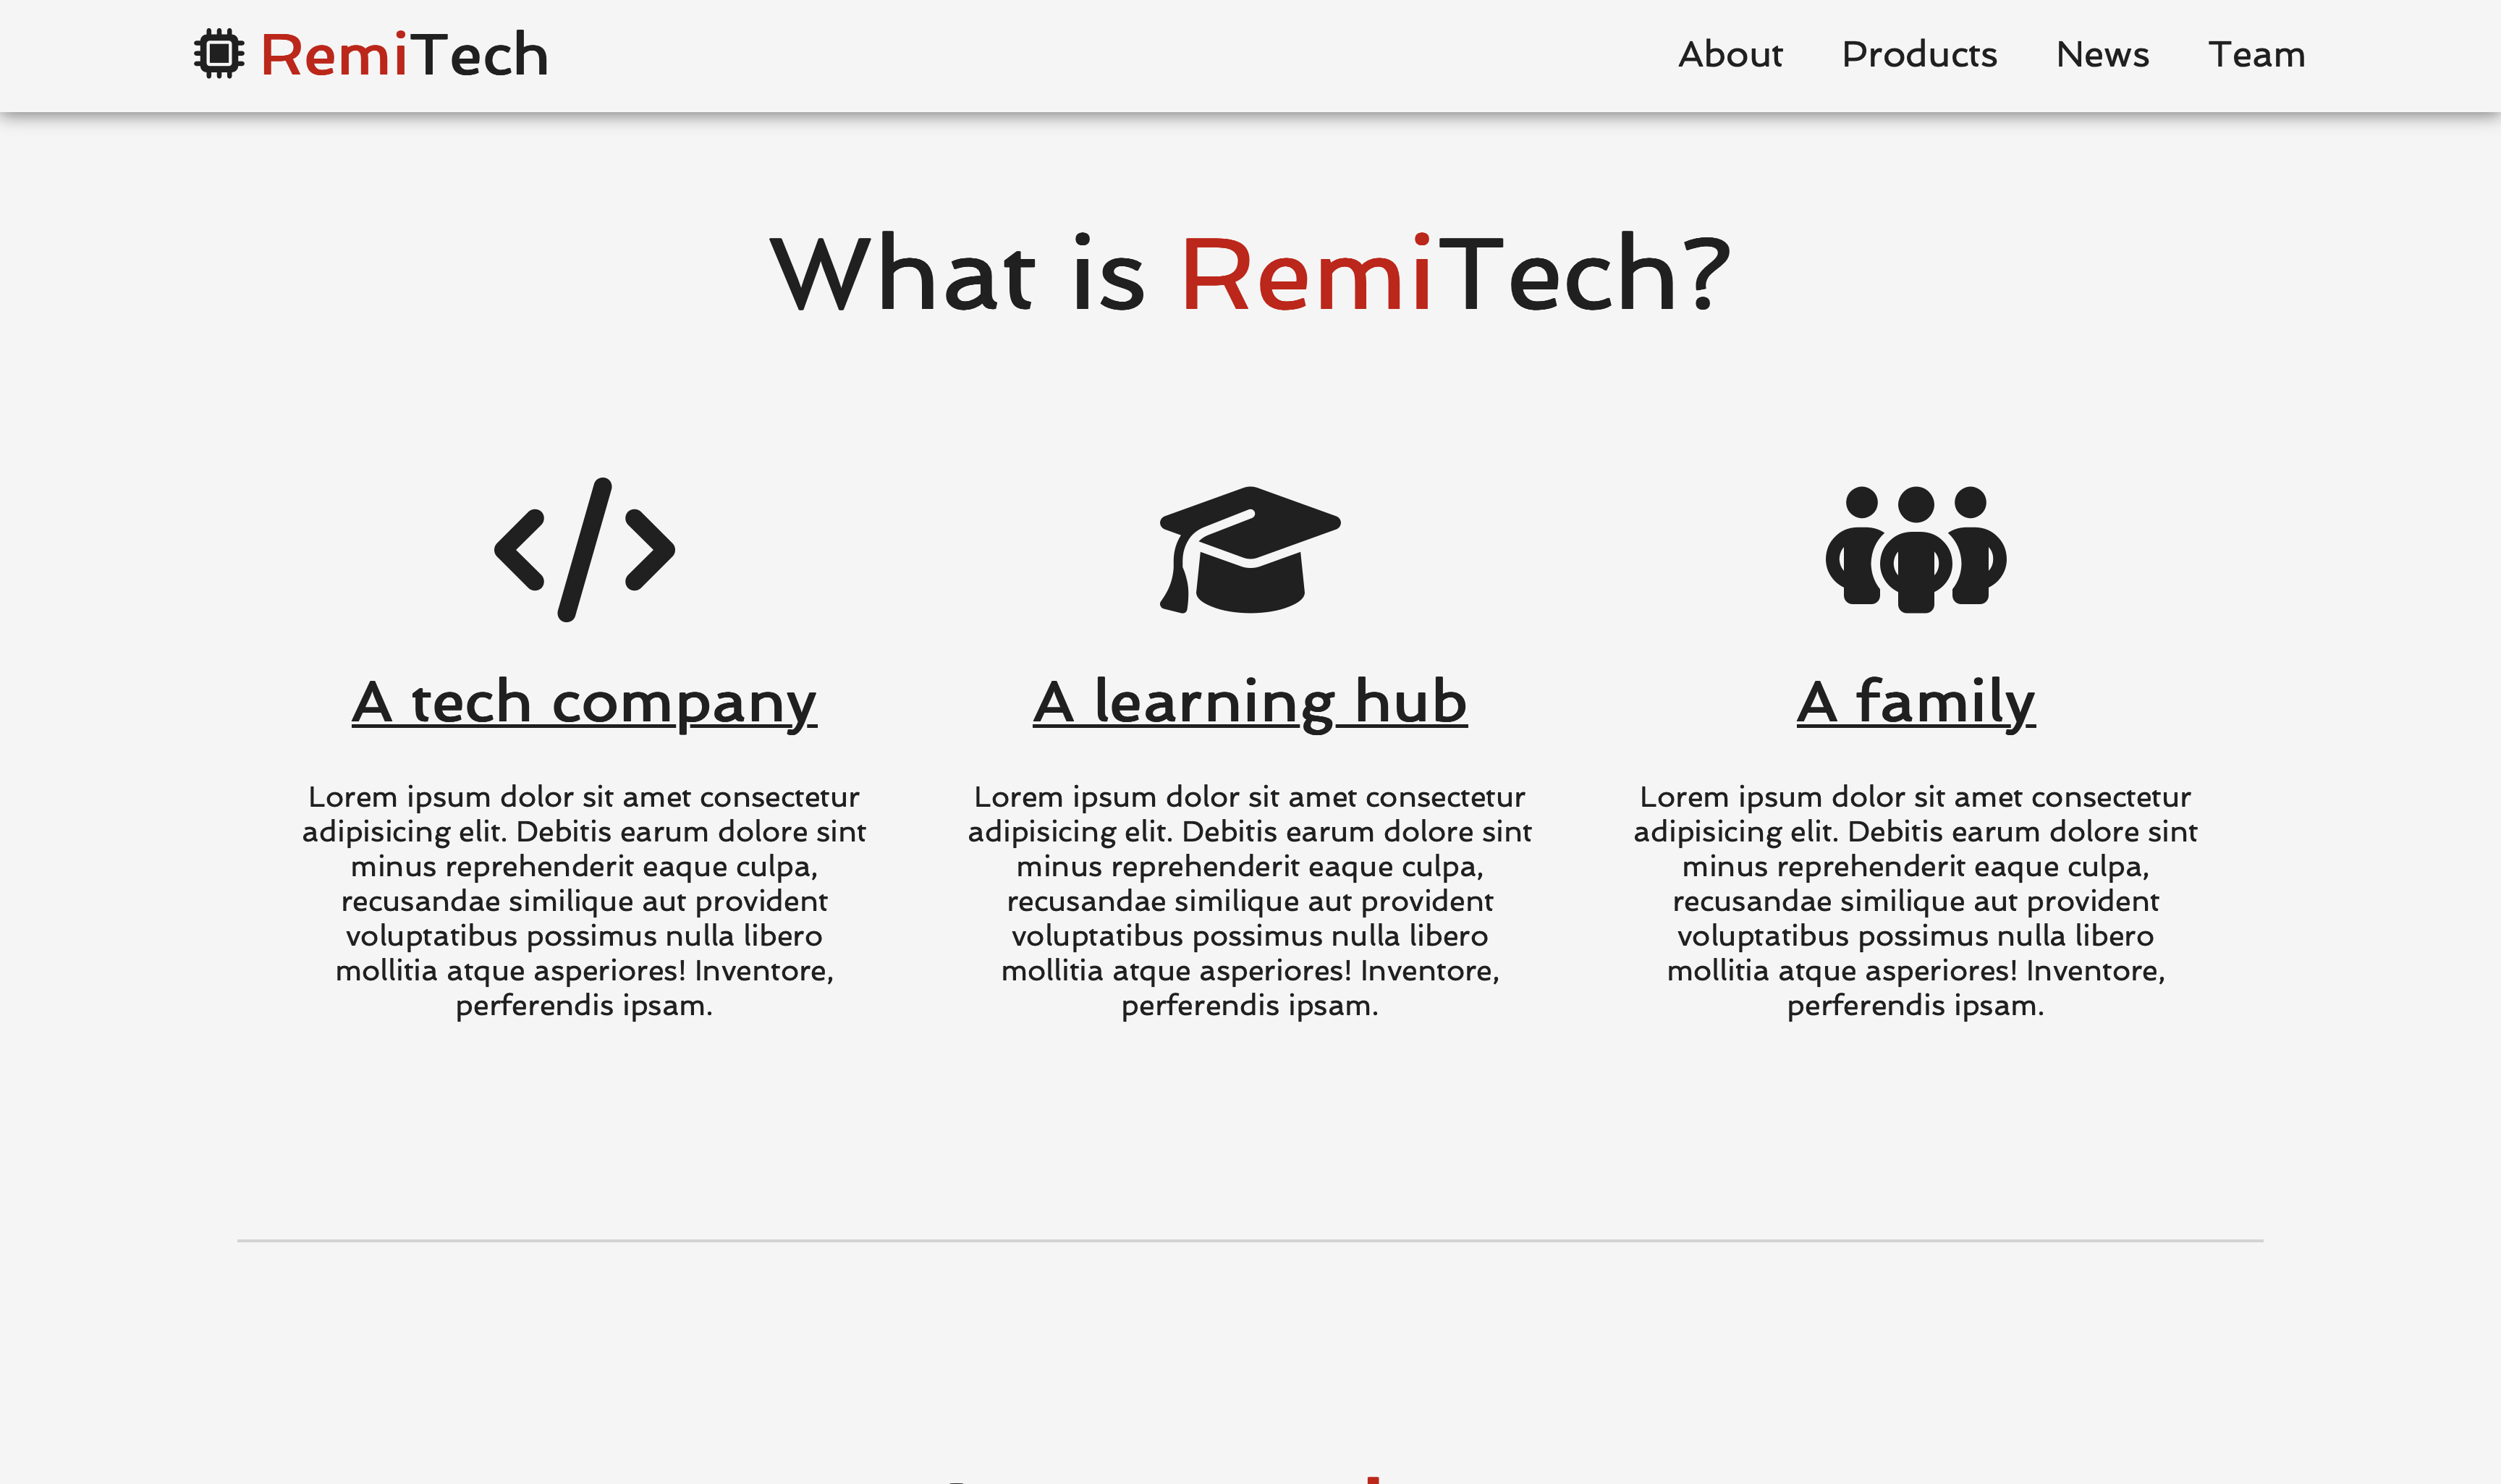 RemiTech
About Products News Team
What is RemiTech?
A tech company
Lorem ipsum dolor sit amet consectetur
adipisicing elit. Debitis earum dolore sint
minus reprehenderit eaque culpa,
recusandae similique aut provident
voluptatibus possimus nulla libero
mollitia atque asperiores! Inventore,
perferendis ipsam.
A learning hub
Lorem ipsum dolor sit amet consectetur
adipisicing elit. Debitis earum dolore sint
minus reprehenderit eaque culpa,
recusandae similique aut provident
voluptatibus possimus nulla libero
mollitia atque asperiores! Inventore,
perferendis ipsam.
A family
Lorem ipsum dolor sit amet consectetur
adipisicing elit. Debitis earum dolore sint
minus reprehenderit eaque culpa,
recusandae similique aut provident
voluptatibus possimus nulla libero
mollitia atque asperiores! Inventore,
perferendis ipsam.